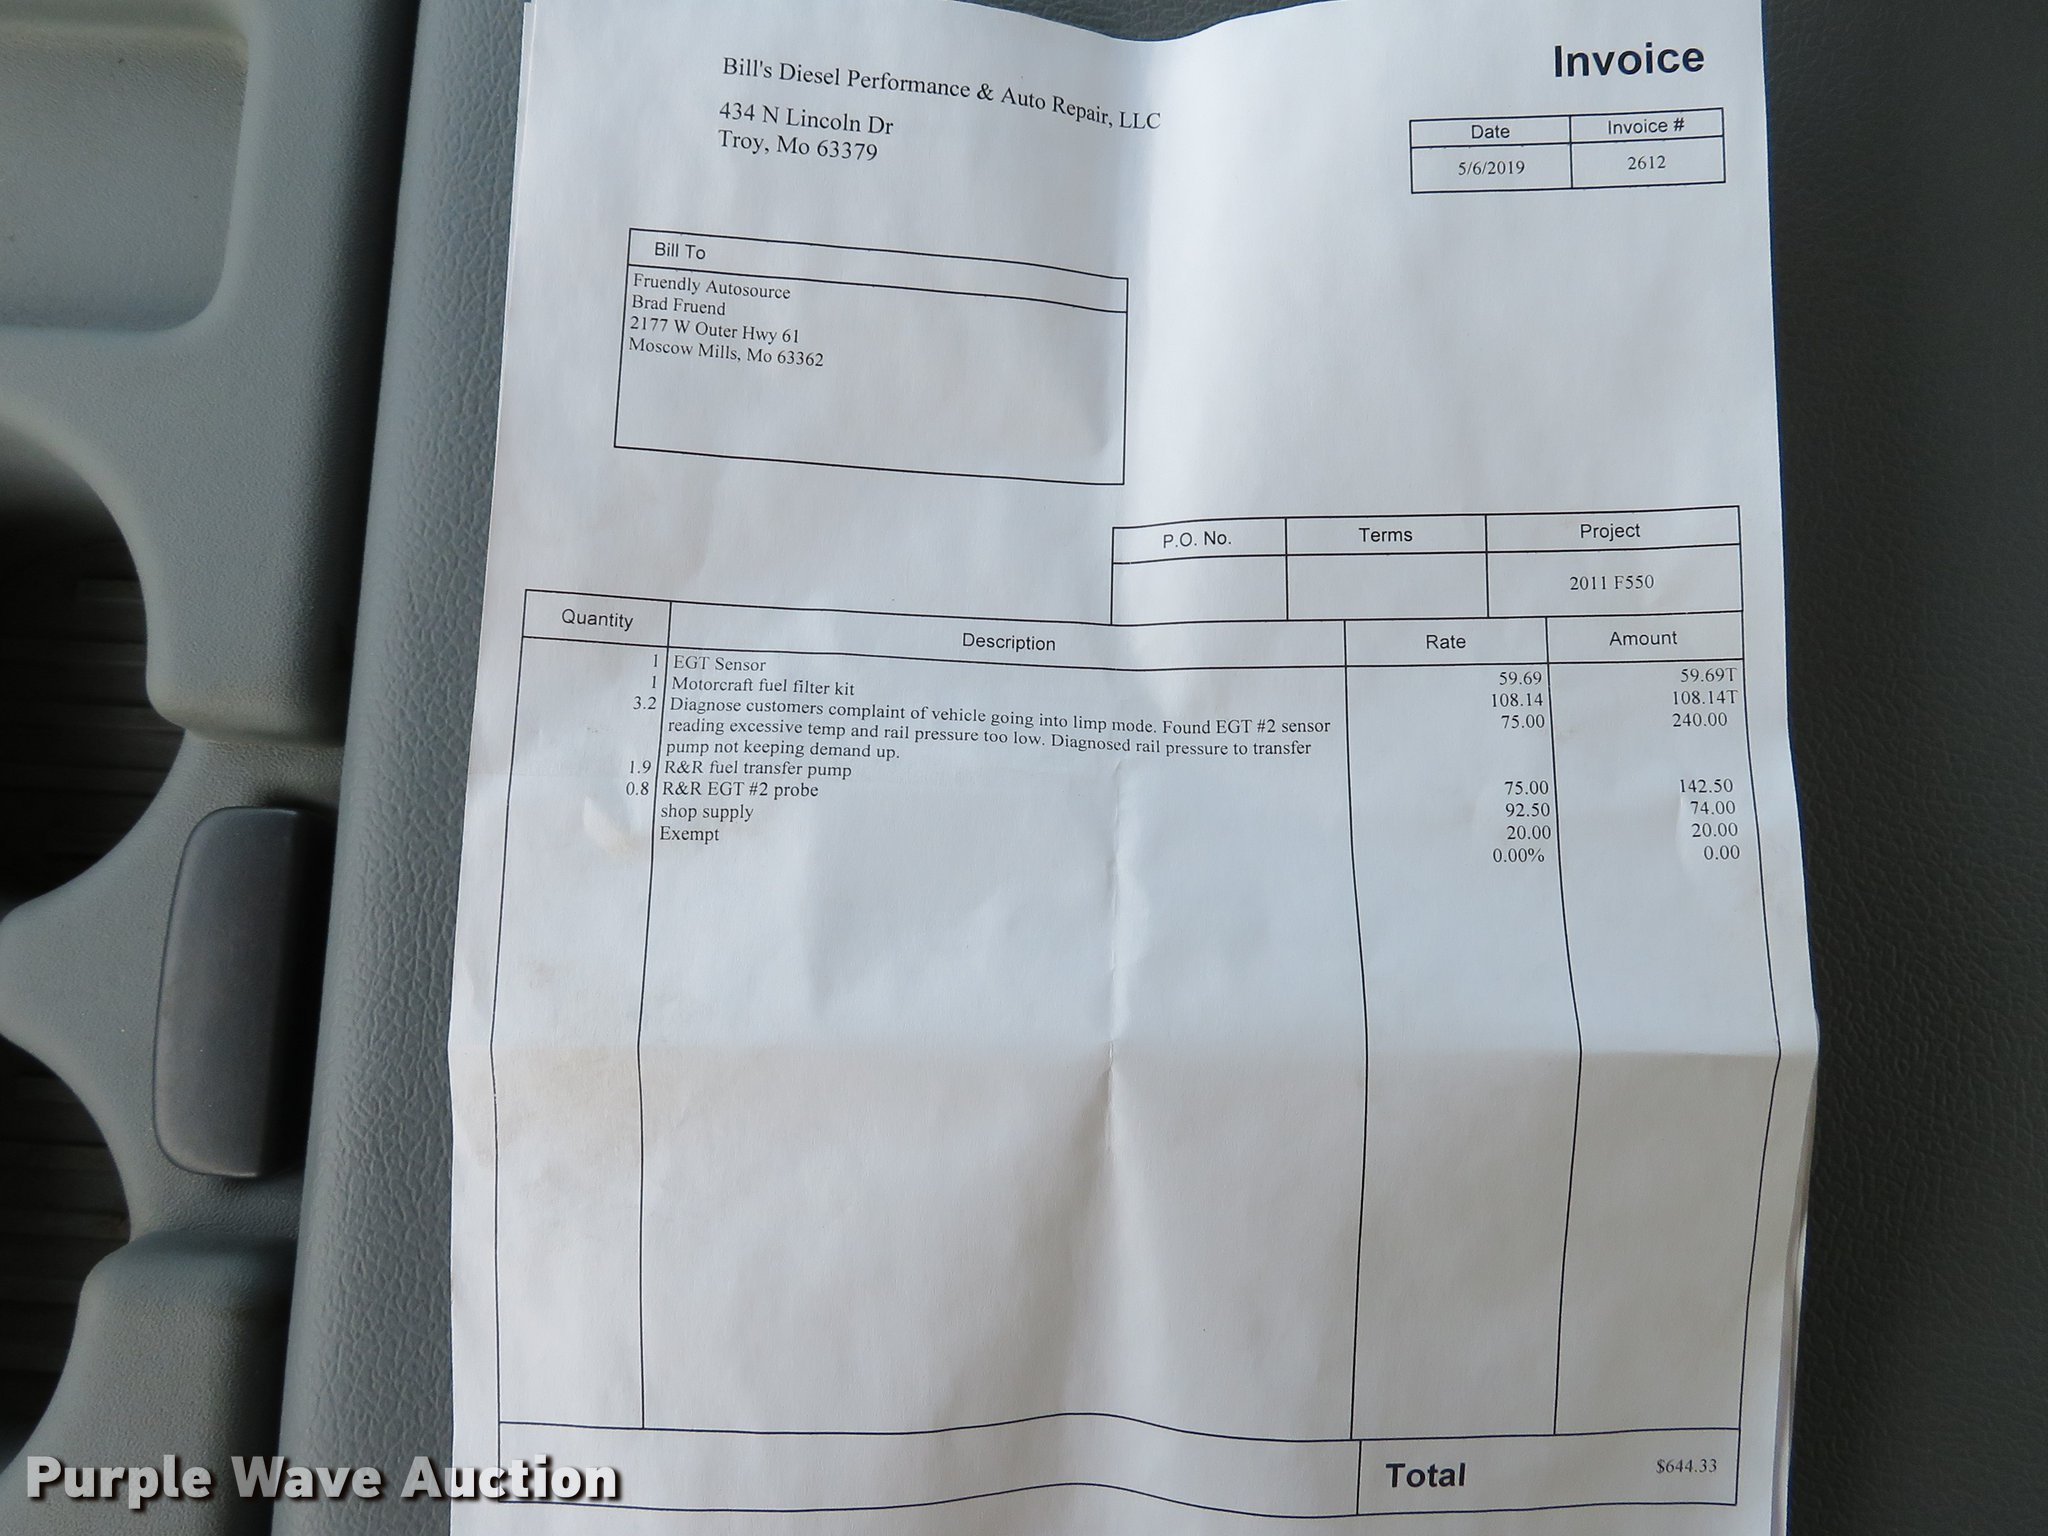 Invoice
Bill's Diesel Performance & Auto Repair, LLC
434 N Lincoln Dr
Troy, Mo 63379
Date Invoice #
5/6/2019 2612
Bill To
Fruendly Autosource
Brad Fruend
2177 W Outer Hwy 61
Moscow Mills, Mo 63362
P.O. No. Terms Project
2011 F550
Quantity Description Rate Amount
1 EGT Sensor 59.69 59.69T
1 Motorcraft fuel filter kit 108.14 108.14T
3.2 Diagnose customers complaint of vehicle going into limp mode. Found EGT #2 sensor 75.00 240.00
reading excessive temp and rail pressure too low. Diagnosed rail pressure to transfer
pump not keeping demand up.
1.9 R&R fuel transfer pump 75.00 142.50
0.8 R&R EGT #2 probe 92.50 74.00
shop supply 20.00 20.00
Exempt 0.00% 0.00
Total $644.33
Purple Wave Auction